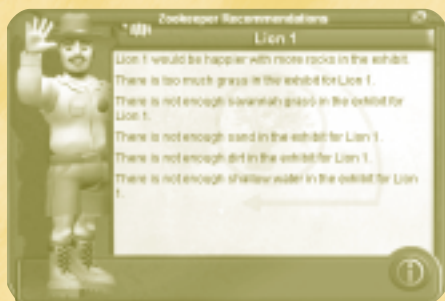 Zookeeper Recommendations
Lion 1
Lion 1 would be happier with more rocks in the exhibit.
There is too much grass in the exhibit for Lion 1.
There is not enough savannah grass in the exhibit for
Lion 1.
There is not enough sand in the exhibit for Lion 1.
There is not enough dirt in the exhibit for Lion 1.
There is not enough shallow water in the exhibit for Lion
1.